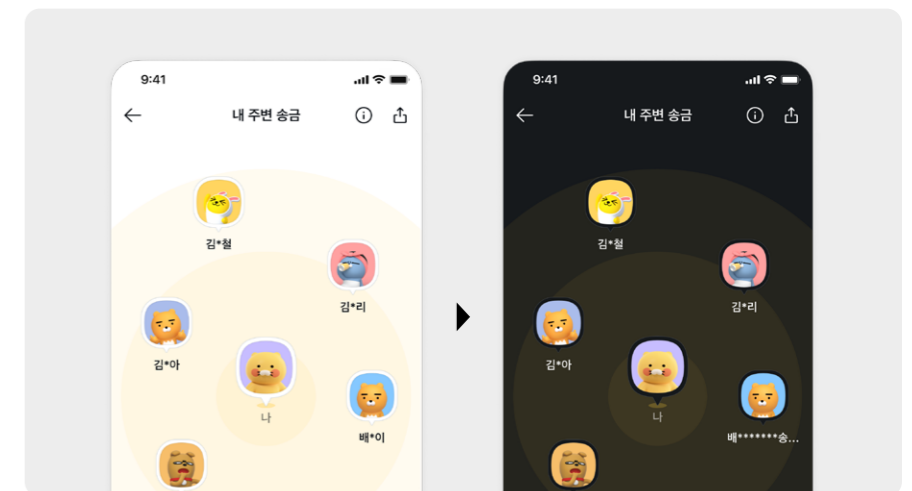 9:41
내 주변 송금
김*철
김*리
김*아
나
배*이
9:41
내 주변 송금
김*철
김*리
김*아
나
배*******송...